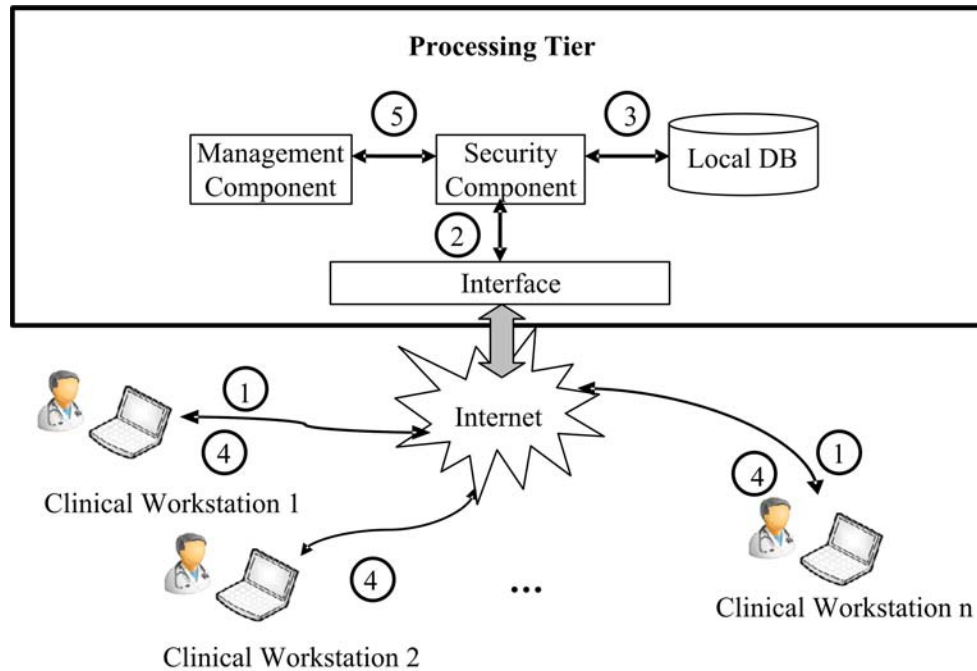 Processing Tier
5
3
Management
Component
Security
Component
Local DB
2
Interface
Internet
1
4
Clinical Workstation 1
4
1
Clinical Workstation n
4
...
Clinical Workstation 2